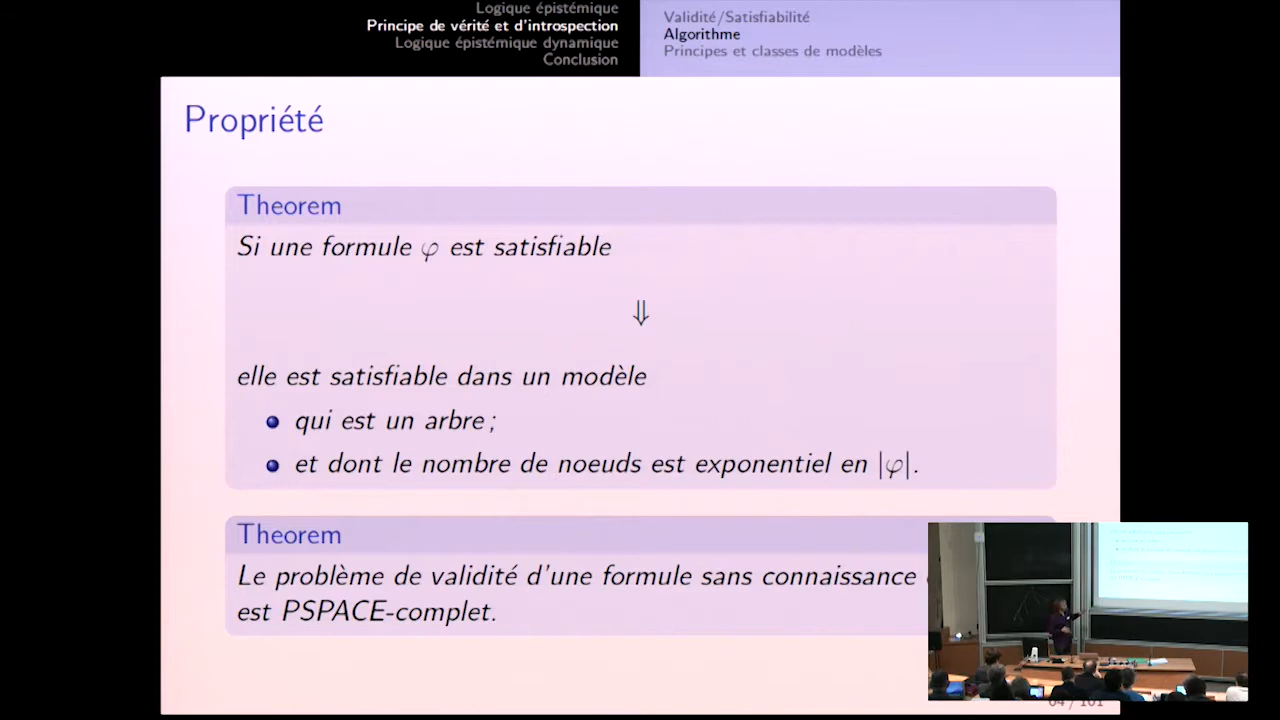 Logique épistémique
Principe de vérité et d'introspection
Logique épistémique dynamique
Conclusion
Validité/Satisfiabilité
Algorithme
Principes et classes de modèles
Propriété
Theorem
Si une formule φ est satisfiable
⇓
elle est satisfiable dans un modèle
qui est un arbre ;
et dont le nombre de noeuds est exponentiel en |φ|.
Theorem
Le problème de validité d'une formule sans connaissance
est PSPACE-complet.